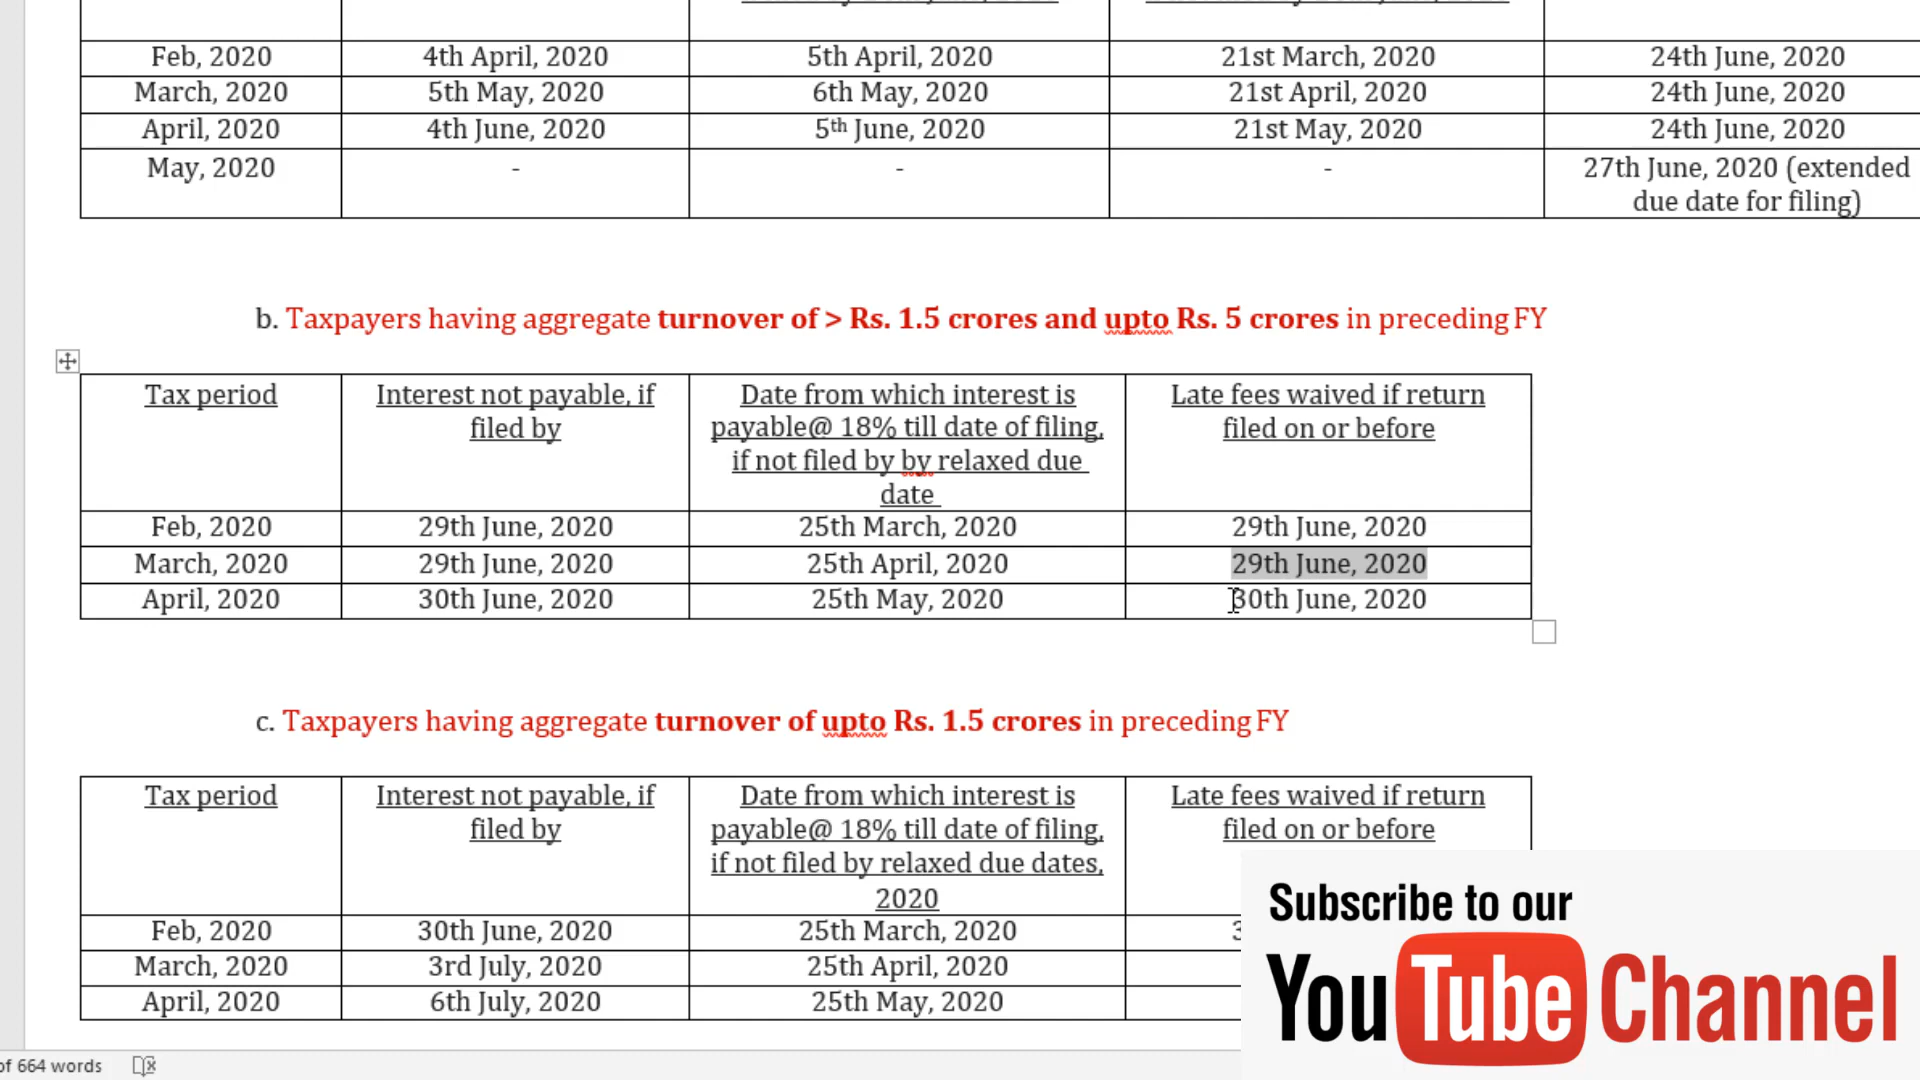 Feb, 2020 4th April, 2020 5th April, 2020 21st March, 2020 24th June, 2020
March, 2020 5th May, 2020 6th May, 2020 21st April, 2020 24th June, 2020
April, 2020 4th June, 2020 5th June, 2020 21st May, 2020 24th June, 2020
May, 2020 - - - 27th June, 2020 (extended
due date for filing)
b. Taxpayers having aggregate turnover of > Rs. 1.5 crores and upto Rs. 5 crores in preceding FY
Tax period Interest not payable, if Date from which interest is Late fees waived if return
filed by payable@ 18% till date of filing, filed on or before
if not filed by by relaxed due
date
Feb, 2020 29th June, 2020 25th March, 2020 29th June, 2020
March, 2020 29th June, 2020 25th April, 2020 29th June, 2020
April, 2020 30th June, 2020 25th May, 2020 30th June, 2020
c. Taxpayers having aggregate turnover of upto Rs. 1.5 crores in preceding FY
Tax period Interest not payable, if Date from which interest is Late fees waived if return
filed by payable@ 18% till date of filing, filed on or before
if not filed by relaxed due dates,
2020
Feb, 2020 30th June, 2020 25th March, 2020 3
March, 2020 3rd July, 2020 25th April, 2020
April, 2020 6th July, 2020 25th May, 2020
Subscribe to our
YouTube Channel
of 664 words